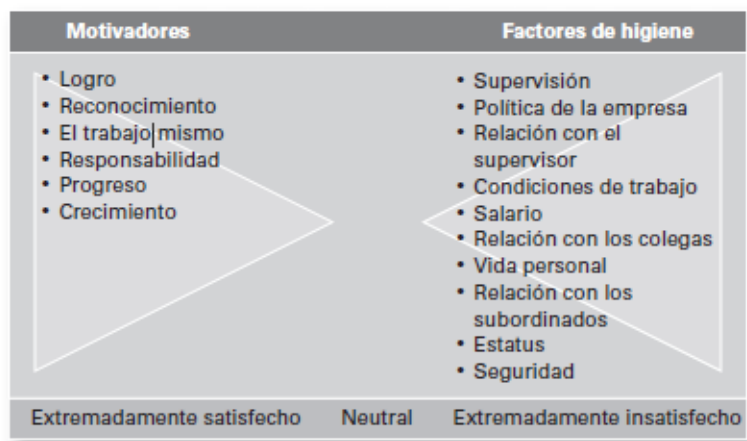 Motivadores
Factores de higiene
• Logro
• Reconocimiento
• El trabajo mismo
• Responsabilidad
• Progreso
• Crecimiento
• Supervisión
• Política de la empresa
• Relación con el
supervisor
• Condiciones de trabajo
• Salario
• Relación con los colegas
• Vida personal
• Relación con los
subordinados
• Estatus
• Seguridad
Extremadamente satisfecho
Neutral
Extremadamente insatisfecho